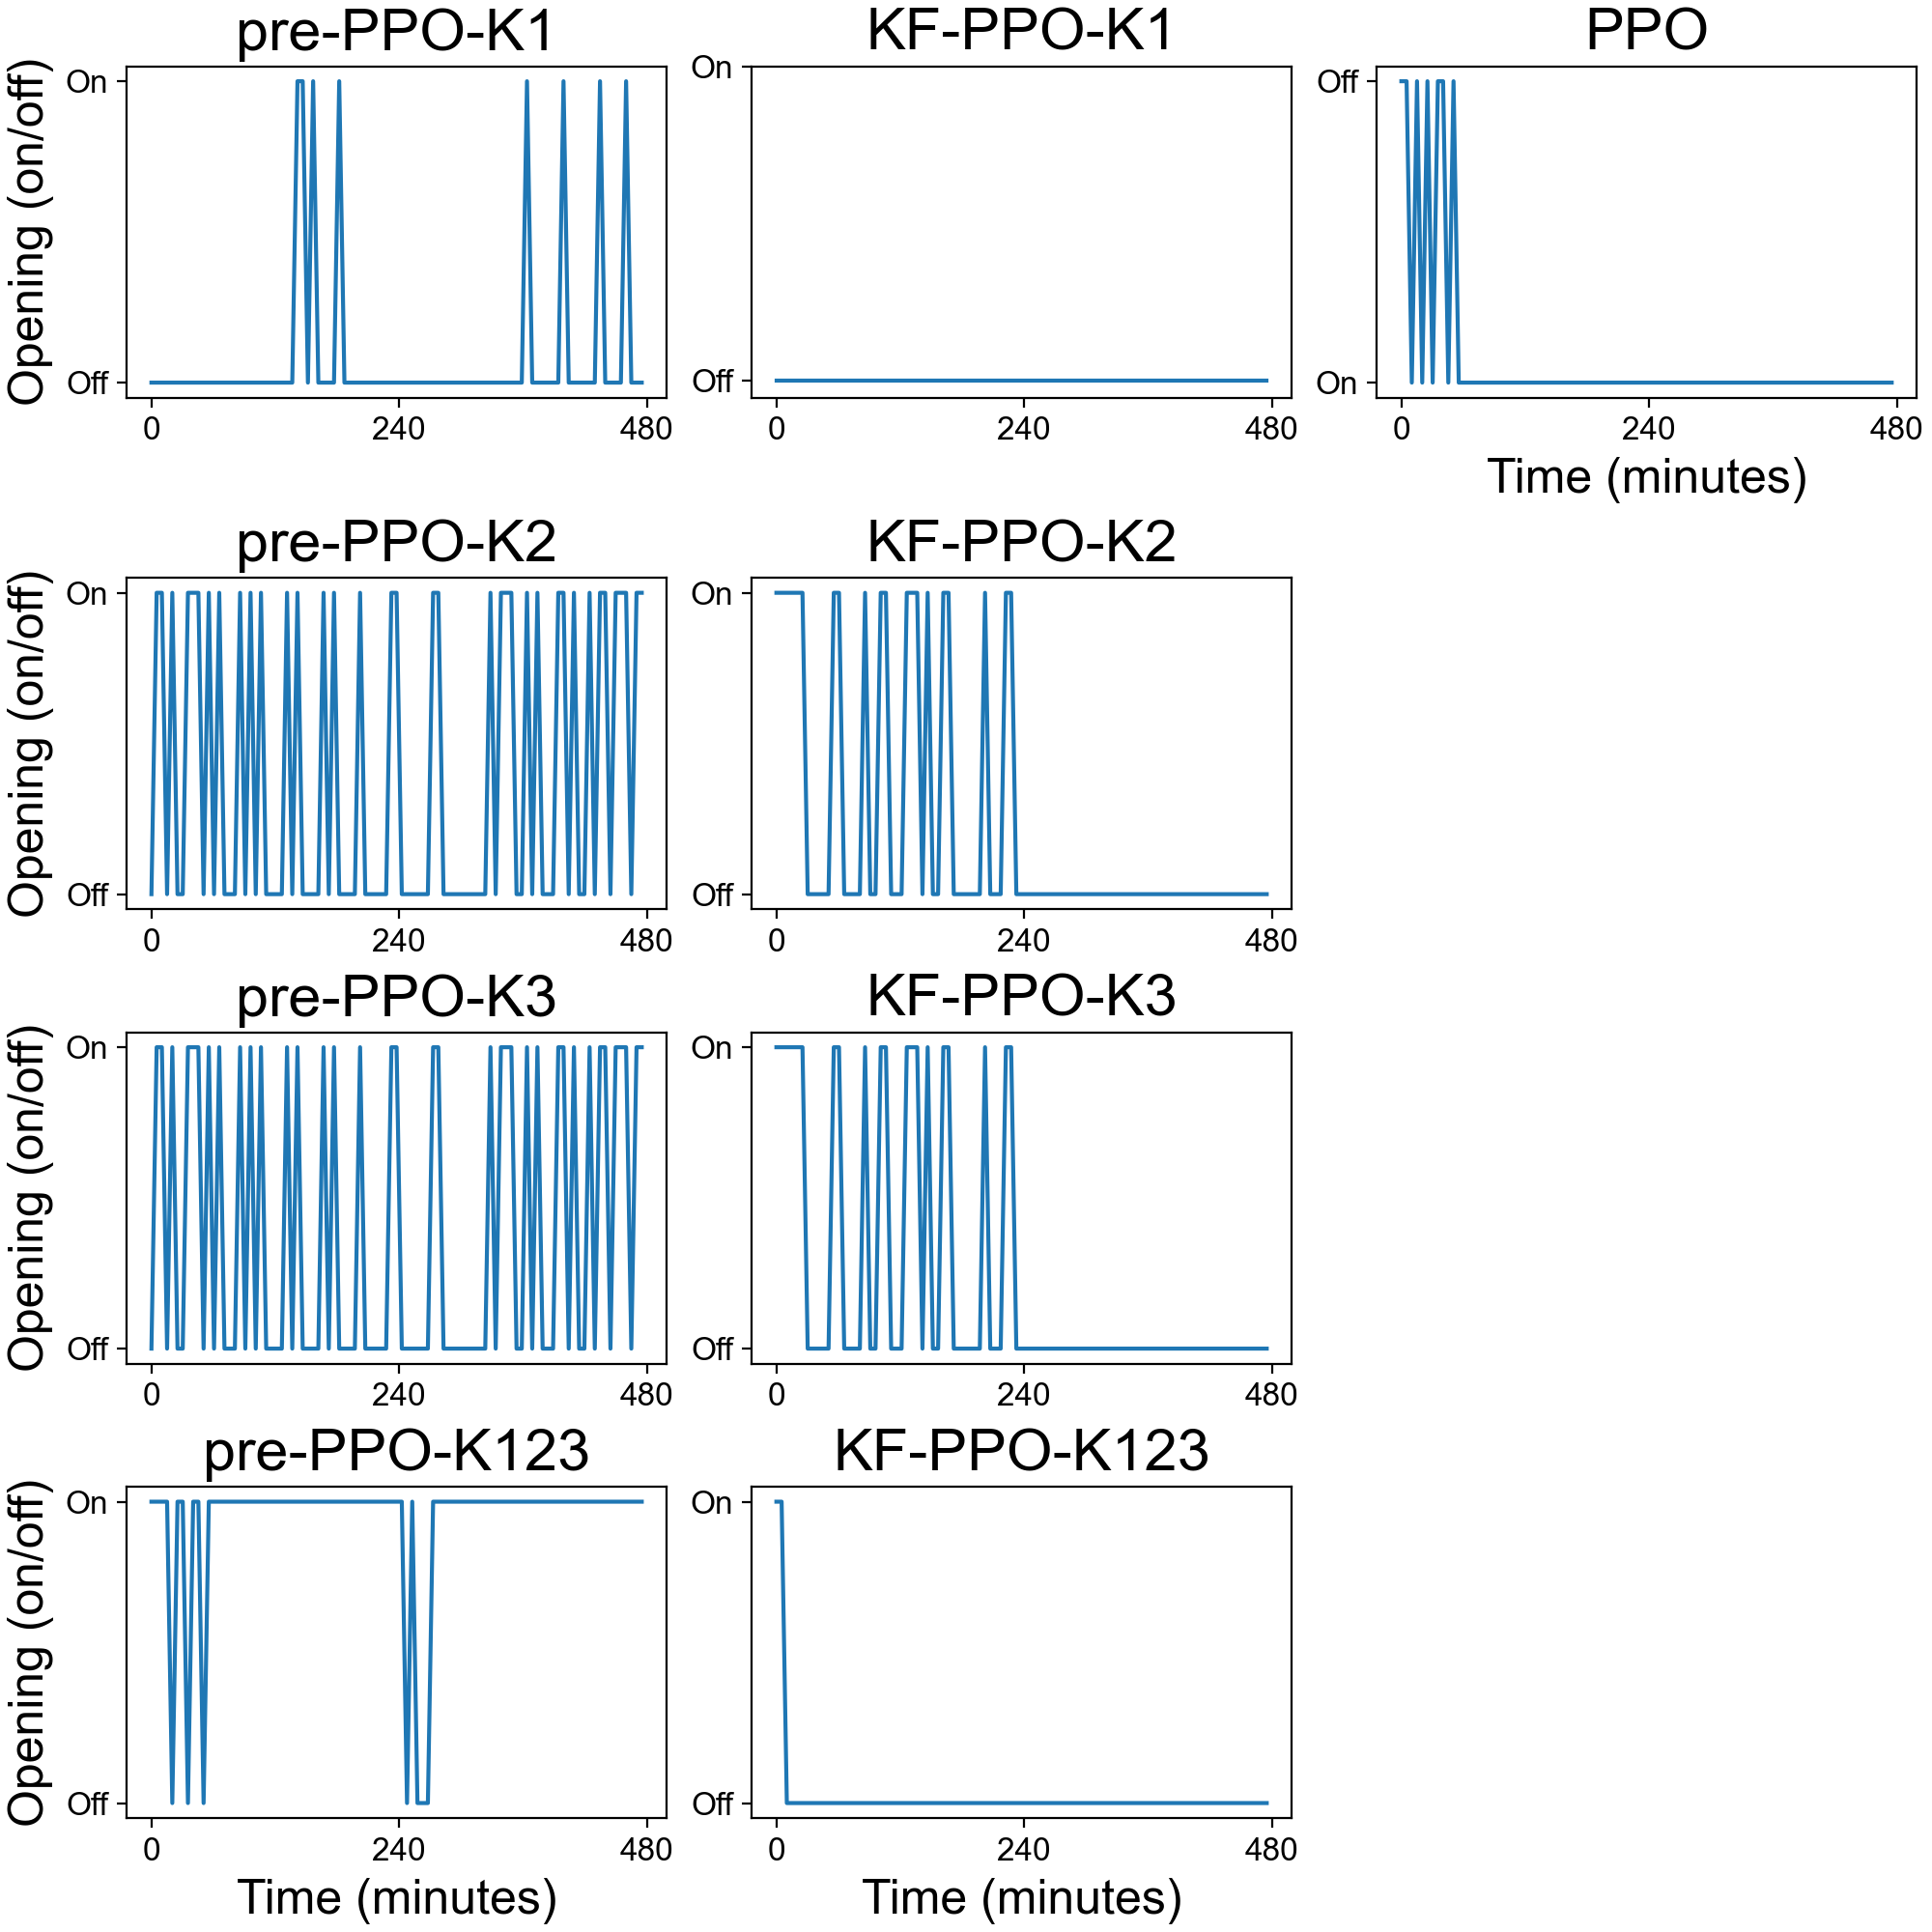 pre-PPO-K1
KF-PPO-K1
PPO
Opening (on/off)
On
Off
0
240
480
On
Off
0
240
480
Off
On
0
240
480
Time (minutes)
pre-PPO-K2
KF-PPO-K2
Opening (on/off)
On
Off
0
240
480
On
Off
0
240
480
pre-PPO-K3
KF-PPO-K3
Opening (on/off)
On
Off
0
240
480
On
Off
0
240
480
pre-PPO-K123
KF-PPO-K123
Opening (on/off)
On
Off
0
240
480
On
Off
0
240
480
Time (minutes)
Time (minutes)